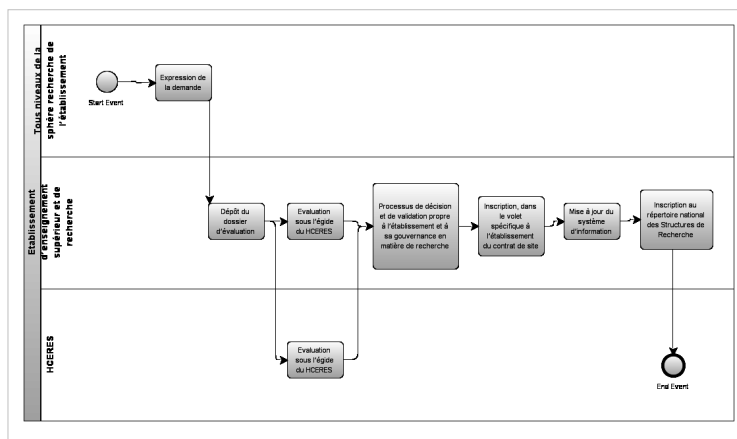 Etablissement
Tous niveaux de la
sphère recherche de
l'établissement
Start Event
Expression de
la demande
d'enseignement
supérieur et de
recherche
Dépôt du
dossier
d'évaluation
Evaluation
sous l'égide
du HCERES
Processus de décision
et de validation propre
à l'établissement et à
sa gouvernance en
matière de recherche
Inscription, dans
le volet
spécifique à
l'établissement
du contrat de site
Mise à jour du
système
d'information
Inscription au
répertoire national
des Structures de
Recherche
HCERES
Evaluation
sous l'égide
du HCERES
End Event